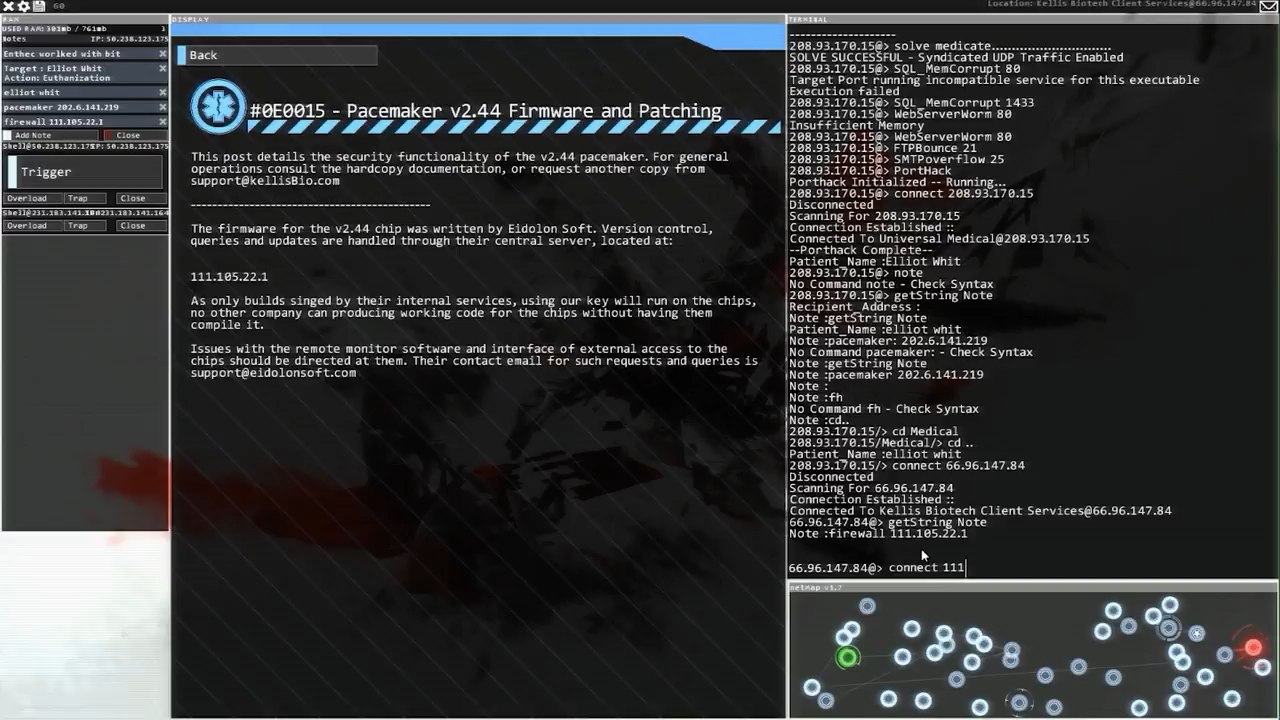 60
Location: Kellis Biotech Client Services@66.96.147.84
RAM
USED RAM: 301mb / 761mb
1
Notes
IP: 50.238.123.175
Enthec worlked with bit
Target : Elliot Whit
Action: Euthanization
elliot whit
pacemaker 202.6.141.219
firewall 111.105.22.1
Add Note
Close
Trigger
Overload
Trap
Close
Overload
Trap
Close
DISPLAY
Back
#0E0015 - Pacemaker v2.44 Firmware and Patching
This post details the security functionality of the v2.44 pacemaker. For general
operations consult the hardcopy documentation, or request another copy from
support@kellisBio.com
-------------------------------------------
The firmware for the v2.44 chip was written by Eidolon Soft. Version control,
queries and updates are handled through their central server, located at:
111.105.22.1
As only builds singed by their internal services, using our key will run on the chips,
no other company can producing working code for the chips without having them
compile it.
Issues with the remote monitor software and interface of external access to the
chips should be directed at them. Their contact email for such requests and queries is
support@eidolonsoft.com
TERMINAL
-------------------
208.93.170.15@> solve medicate.............................
SOLVE SUCCESSFUL - Syndicated UDP Traffic Enabled
208.93.170.15@> SQL_MemCorrupt 80
Target Port running incompatible service for this executable
Execution failed
208.93.170.15@> SQL_MemCorrupt 1433
208.93.170.15@> WebServerWorm 80
Insufficient Memory
208.93.170.15@> WebServerWorm 80
208.93.170.15@> FTPBounce 21
208.93.170.15@> SMTPoverflow 25
208.93.170.15@> PortHack
Porthack Initialized -- Running...
208.93.170.15@> connect 208.93.170.15
Disconnected
Scanning For 208.93.170.15
Connection Established ::
Connected To Universal Medical@208.93.170.15
--Porthack Complete--
Patient_Name :Elliot Whit
208.93.170.15@> note
No Command note - Check Syntax
208.93.170.15@> getString Note
Recipient_Address :
Note :getString Note
Patient_Name :elliot whit
Note :pacemaker: 202.6.141.219
No Command pacemaker: - Check Syntax
Note :getString Note
Note :pacemaker 202.6.141.219
Note :
Note :fh
No Command fh - Check Syntax
Note :cd..
208.93.170.15/> cd Medical
208.93.170.15/Medical/> cd ..
Patient_Name :elliot whit
208.93.170.15/> connect 66.96.147.84
Disconnected
Scanning For 66.96.147.84
Connection Established ::
Connected To Kellis Biotech Client Services@66.96.147.84
66.96.147.84@> getString Note
Note :firewall 111.105.22.1
66.96.147.84@> connect 111
netMap v1.7